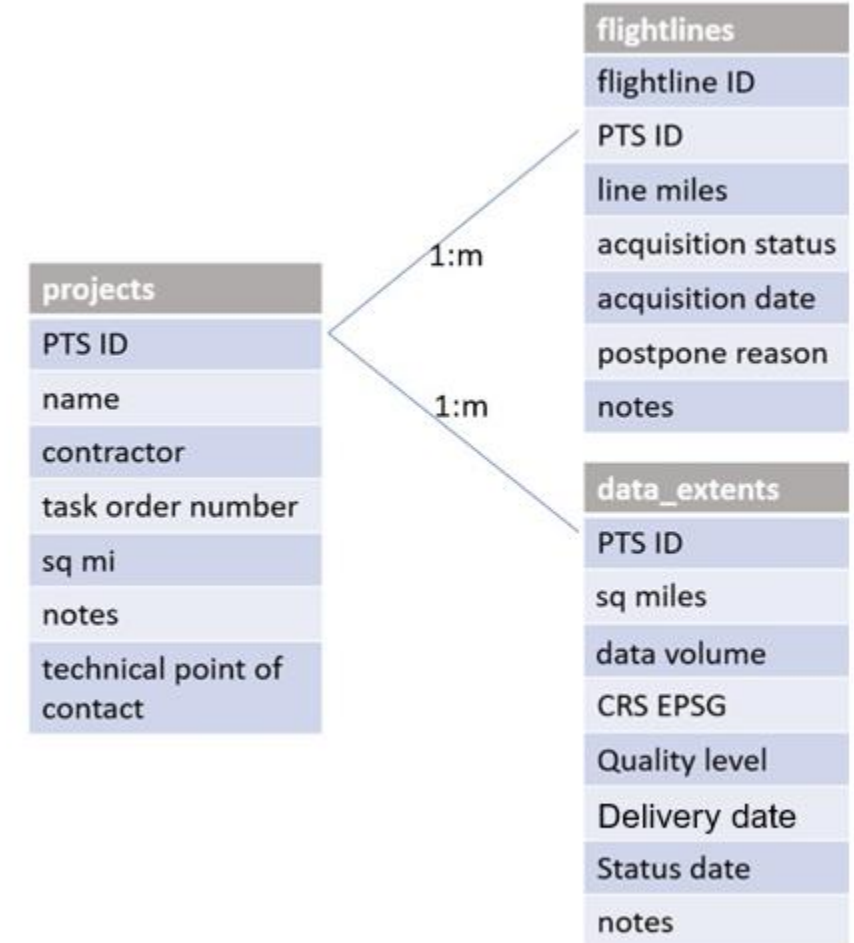 projects
PTS ID
name
contractor
task order number
sq mi
notes
technical point of
contact
1:m
1:m
flightlines
flightline ID
PTS ID
line miles
acquisition status
acquisition date
postpone reason
notes
data_extents
PTS ID
sq miles
data volume
CRS EPSG
Quality level
Delivery date
Status date
notes